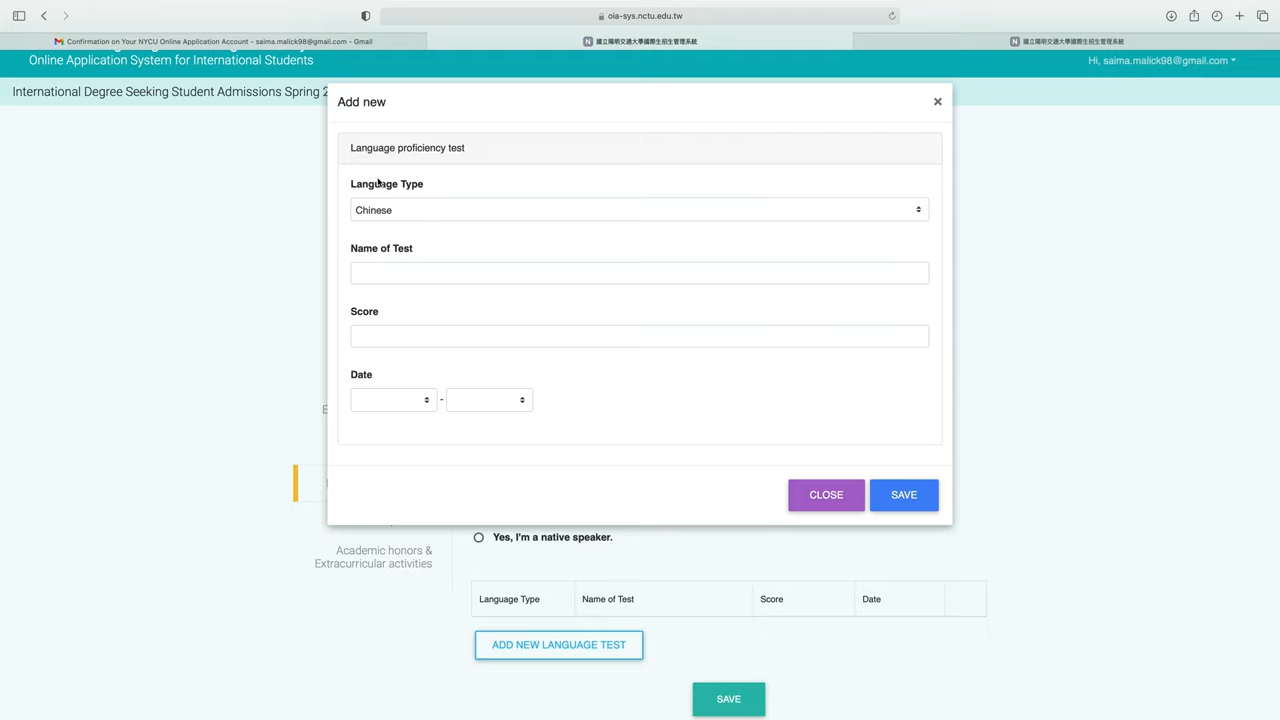 oia-sys.nctu.edu.tw
Confirmation on Your NYCU Online Application Account - saima.malick98@gmail.com - Gmail
N 國立陽明交通大學國際生招生管理系統
N 國立陽明交通大學國際生招生管理系統
Online Application System for International Students
Hi, saima.malick98@gmail.com
International Degree Seeking Student Admissions Spring 2
Add new
×
Language proficiency test
Language Type
Chinese
Name of Test
Score
Date
-
CLOSE
SAVE
Yes, I'm a native speaker.
Academic honors &
Extracurricular activities
Language Type
Name of Test
Score
Date
ADD NEW LANGUAGE TEST
SAVE